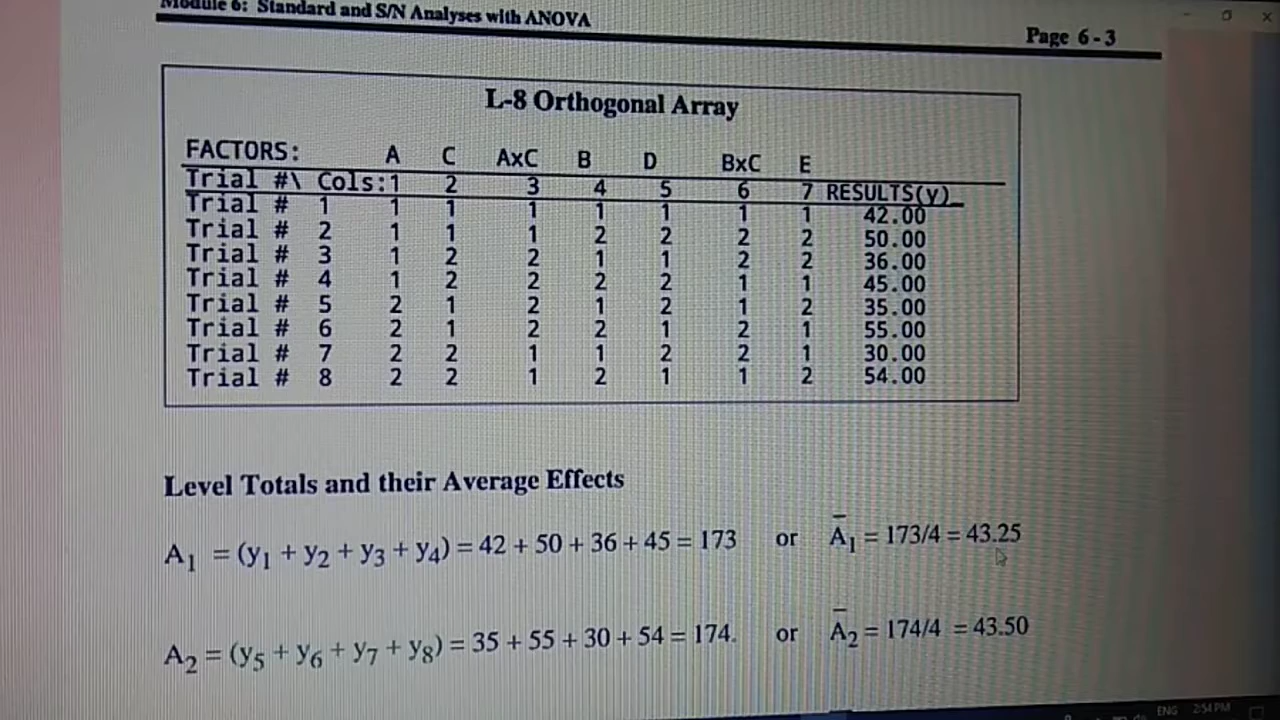 Module 6: Standard and S/N Analyses with ANOVA
Page 6 - 3
L-8 Orthogonal Array
FACTORS: A C AxC B D BxC E
Trial #\ Cols:1 2 3 4 5 6 7 RESULTS(y)
Trial # 1 1 1 1 1 1 1 1 42.00
Trial # 2 1 1 1 2 2 2 2 50.00
Trial # 3 1 2 2 1 1 2 2 36.00
Trial # 4 1 2 2 2 2 1 1 45.00
Trial # 5 2 1 2 1 2 1 2 35.00
Trial # 6 2 1 2 2 1 2 1 55.00
Trial # 7 2 2 1 1 2 2 1 30.00
Trial # 8 2 2 1 2 1 1 2 54.00
Level Totals and their Average Effects
A₁ = (y₁ + y₂ + y₃ + y₄) = 42 + 50 + 36 + 45 = 173 or A̅₁ = 173/4 = 43.25
A₂ = (y₅ + y₆ + y₇ + y₈) = 35 + 55 + 30 + 54 = 174. or A̅₂ = 174/4 = 43.50
ENG 2:54 PM